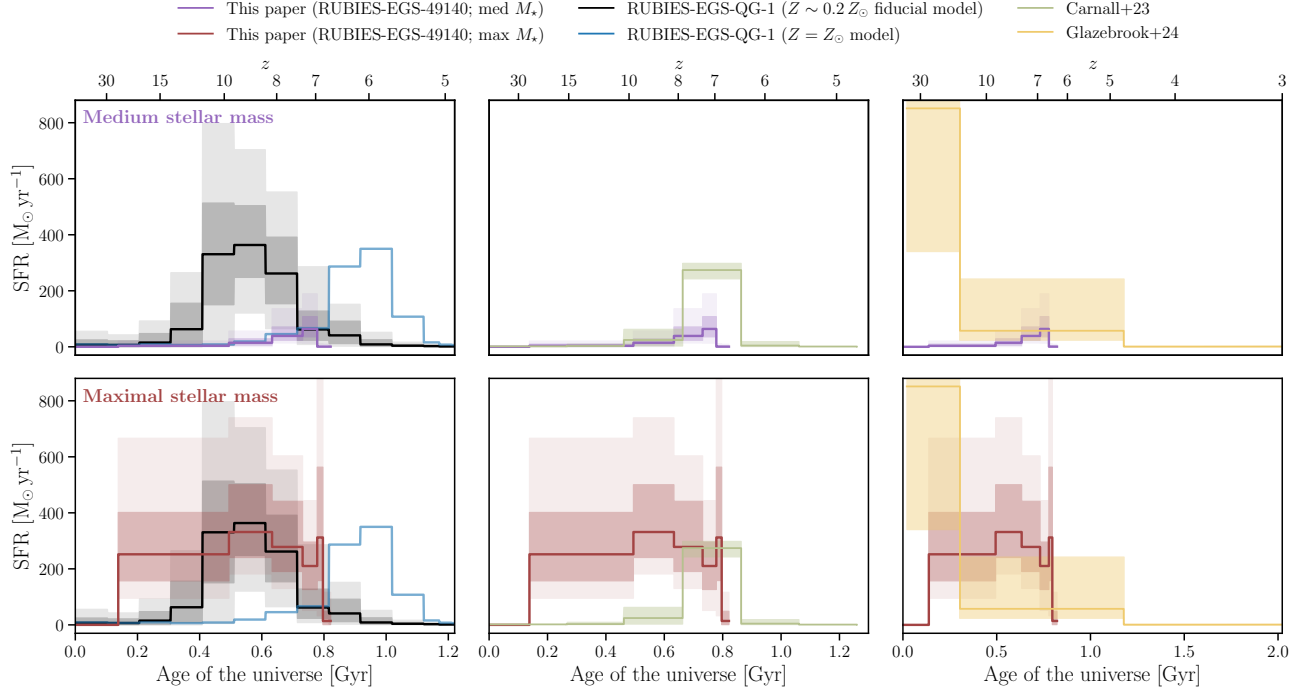 This paper (RUBIES-EGS-49140; med M⋆)
This paper (RUBIES-EGS-49140; max M⋆)
RUBIES-EGS-QG-1 (Z ∼ 0.2 Z⊙ fiducial model)
RUBIES-EGS-QG-1 (Z = Z⊙ model)
Carnall+23
Glazebrook+24
z
30 15 10 8 7 6 5
z
30 15 10 8 7 6 5
z
30 10 7 6 5 4 3
Medium stellar mass
SFR [M⊙ yr⁻¹]
800
600
400
200
0
Maximal stellar mass
SFR [M⊙ yr⁻¹]
800
600
400
200
0
0.0 0.2 0.4 0.6 0.8 1.0 1.2
Age of the universe [Gyr]
0.0 0.2 0.4 0.6 0.8 1.0 1.2
Age of the universe [Gyr]
0.0 0.5 1.0 1.5 2.0
Age of the universe [Gyr]